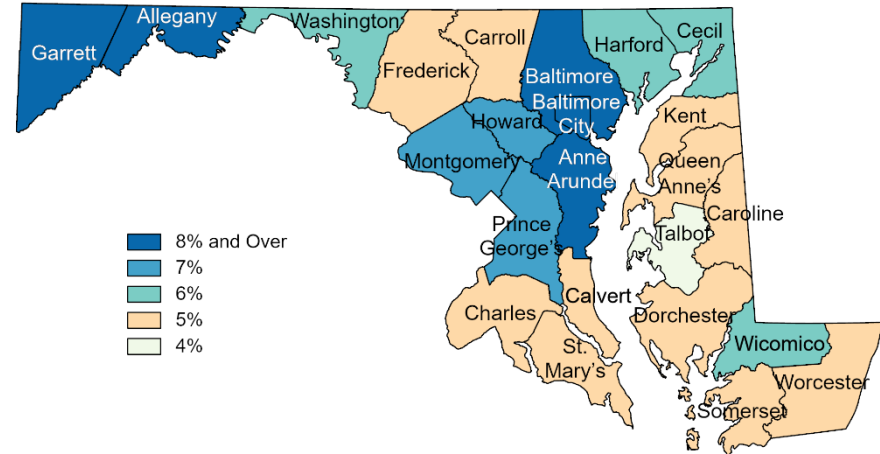 Garrett
Allegany
Washington
Frederick
Carroll
Baltimore
Baltimore
City
Harford
Cecil
Howard
Montgomery
Anne
Arunde
Prince
George's
Kent
Queen
Anne's
Caroline
Talbot
Calvert
Charles
St.
Mary's
Dorchester
Wicomico
Worcester
Somerset
8% and Over
7%
6%
5%
4%